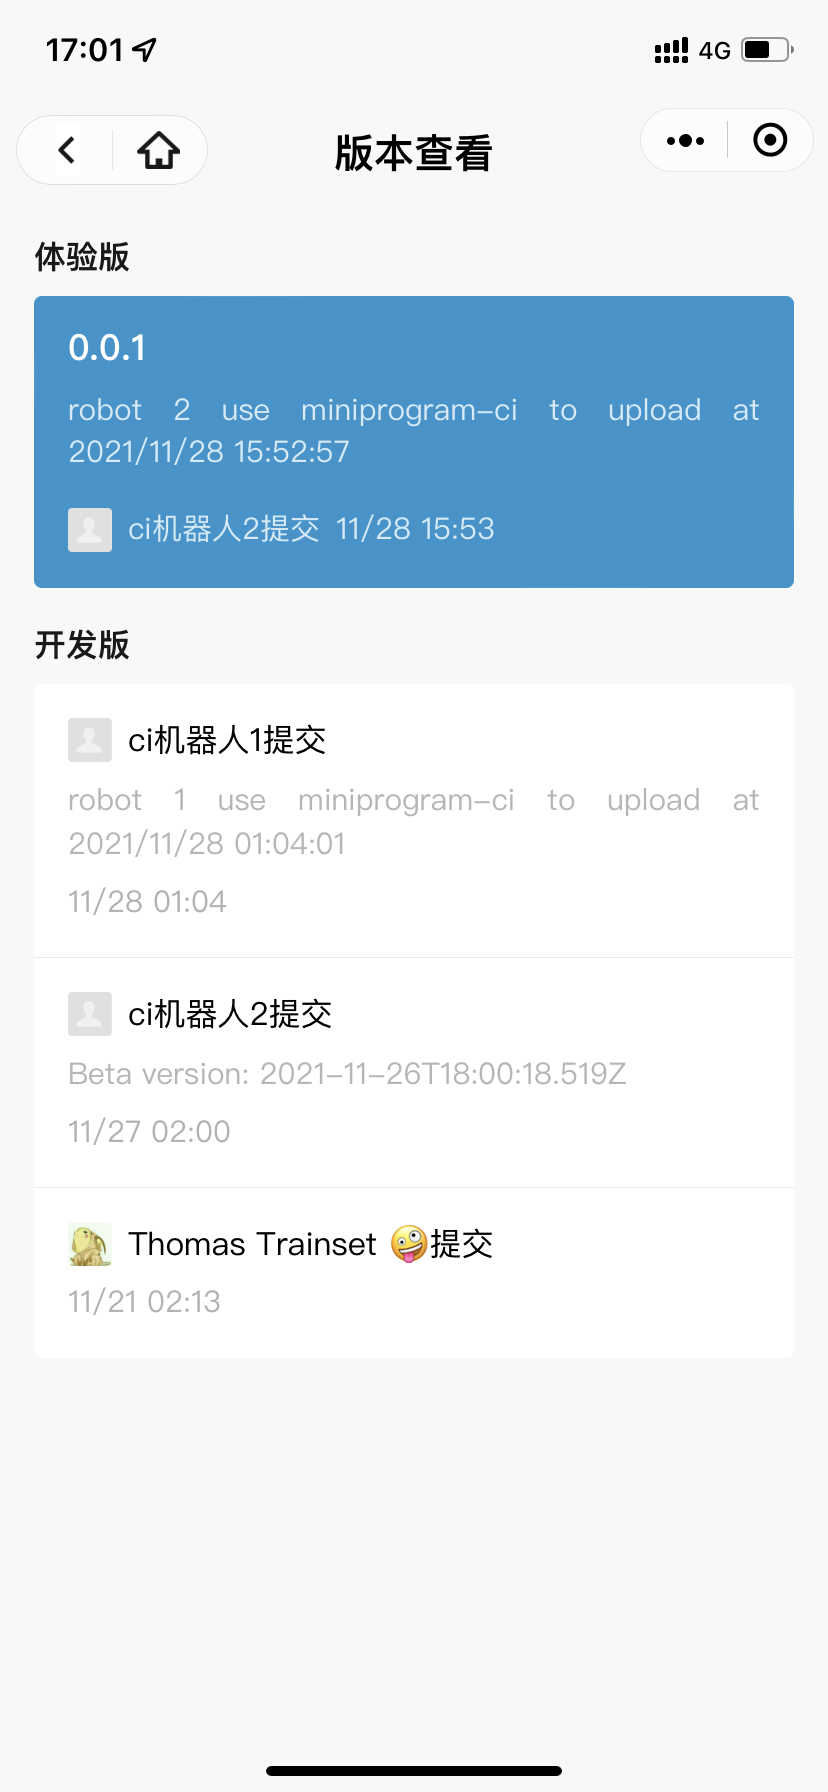 17:01
4G
版本查看
体验版
0.0.1
robot 2 use miniprogram-ci to upload at
2021/11/28 15:52:57
ci机器人2提交 11/28 15:53
开发版
ci机器人1提交
robot 1 use miniprogram-ci to upload at
2021/11/28 01:04:01
11/28 01:04
ci机器人2提交
Beta version: 2021-11-26T18:00:18.519Z
11/27 02:00
Thomas Trainset 🤪提交
11/21 02:13